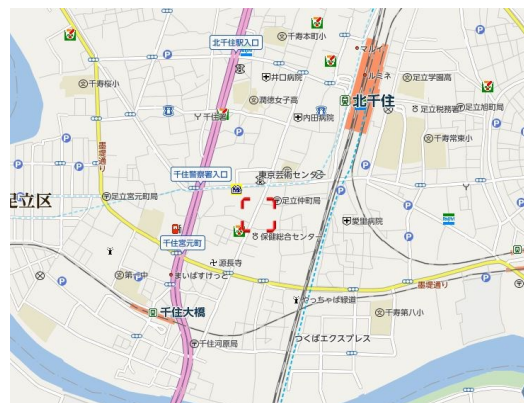 千寿本町小
マルイ
北千住駅入口
ルミネ
井口病院
足立学園高
千寿桜小
北千住
潤徳女子高
足立税務署
足立旭町局
内田病院
千寿常東小
墨堤通り
千住警察署入口
東京芸術センター
足立区
足立宮元町局
足立仲町局
愛里病院
千住宮元町
保健総合センター
源長寺
第一中
まいばすけっと
墨堤通り
やっちゃば緑道
千住大橋
千寿第八小
千住河原局
つくばエクスプレス